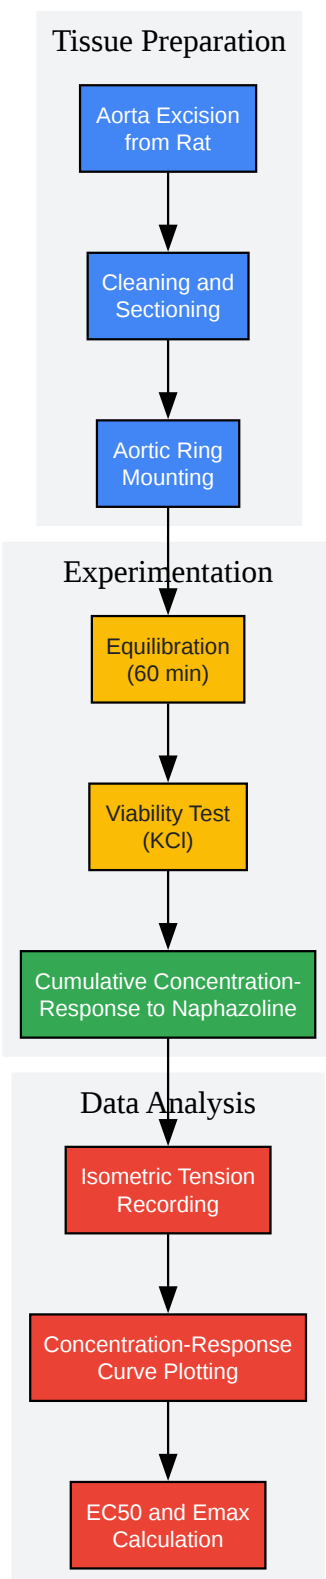 Tissue Preparation
Aorta Excision
from Rat
Cleaning and
Sectioning
Aortic Ring
Mounting
Experimentation
Equilibration
(60 min)
Viability Test
(KCl)
Cumulative Concentration-
Response to Naphazoline
Data Analysis
Isometric Tension
Recording
Concentration-Response
Curve Plotting
EC50 and Emax
Calculation